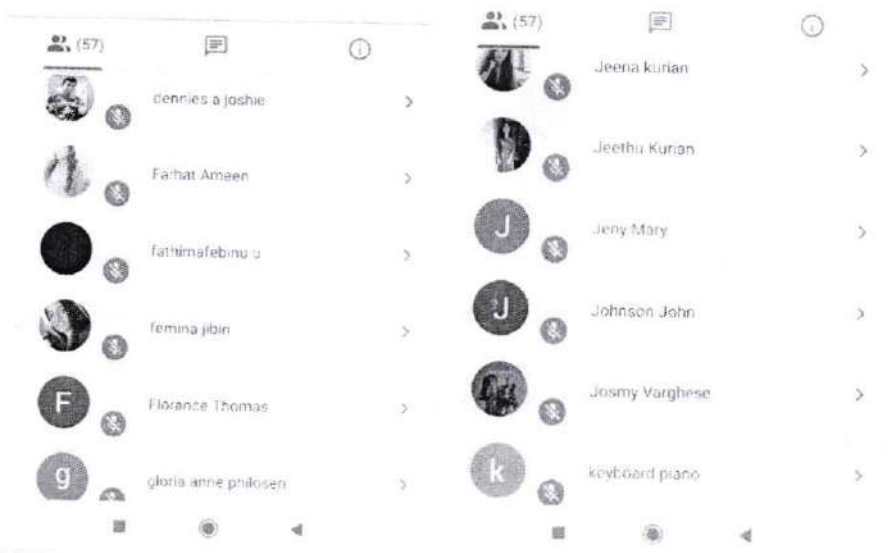 (57)
dennies a joshie
Farhat Ameen
fathimafebinu u
femina jibin
F
Florance Thomas
g
gloria anne philosen
(57)
Jeena kurian
Jeethu Kurian
J
Jeny Mary
J
Johnson John
Josmy Varghese
k
keyboard piano